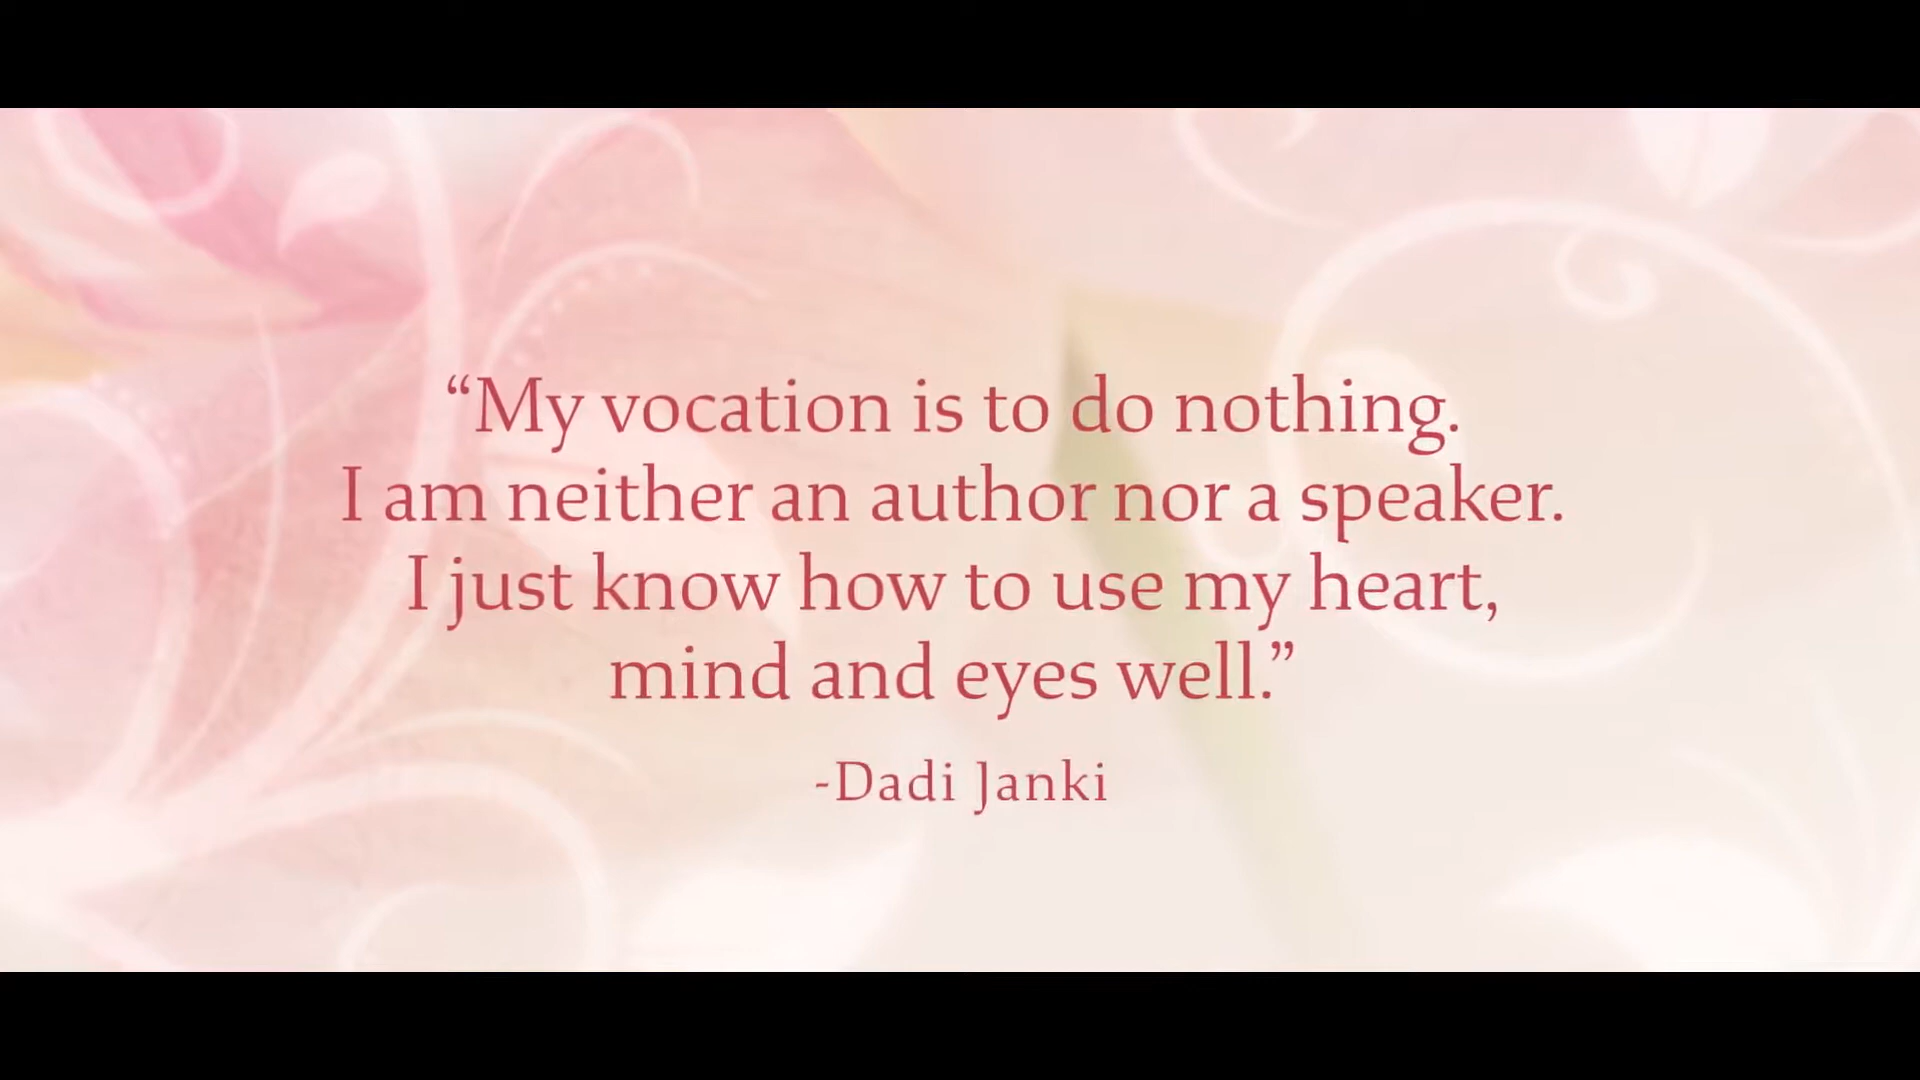 “My vocation is to do nothing.
I am neither an author nor a speaker.
I just know how to use my heart,
mind and eyes well.”
-Dadi Janki